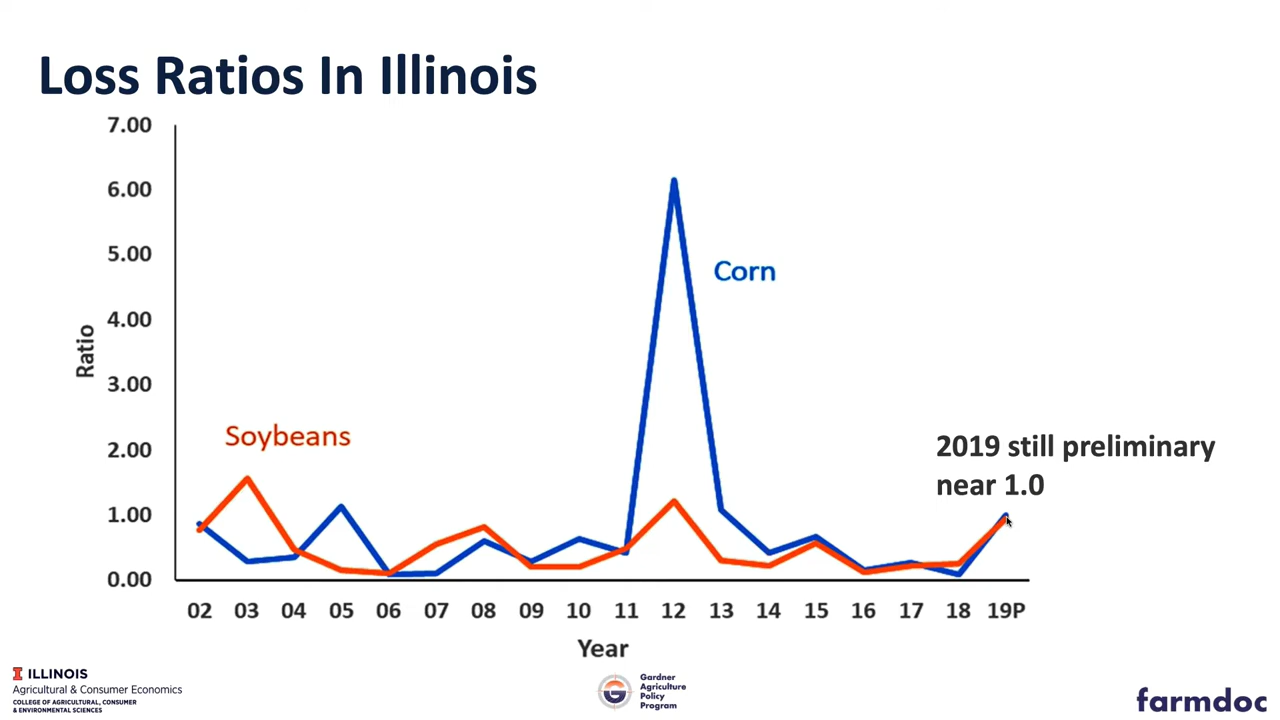 Loss Ratios In Illinois
7.00
6.00
5.00
4.00
3.00
2.00
1.00
0.00
Ratio
Corn
Soybeans
2019 still preliminary
near 1.0
02 03 04 05 06 07 08 09 10 11 12 13 14 15 16 17 18 19P
Year
I ILLINOIS
Agricultural & Consumer Economics
COLLEGE OF AGRICULTURAL, CONSUMER
& ENVIRONMENTAL SCIENCES
Gardner
Agriculture
Policy
Program
farmdoc